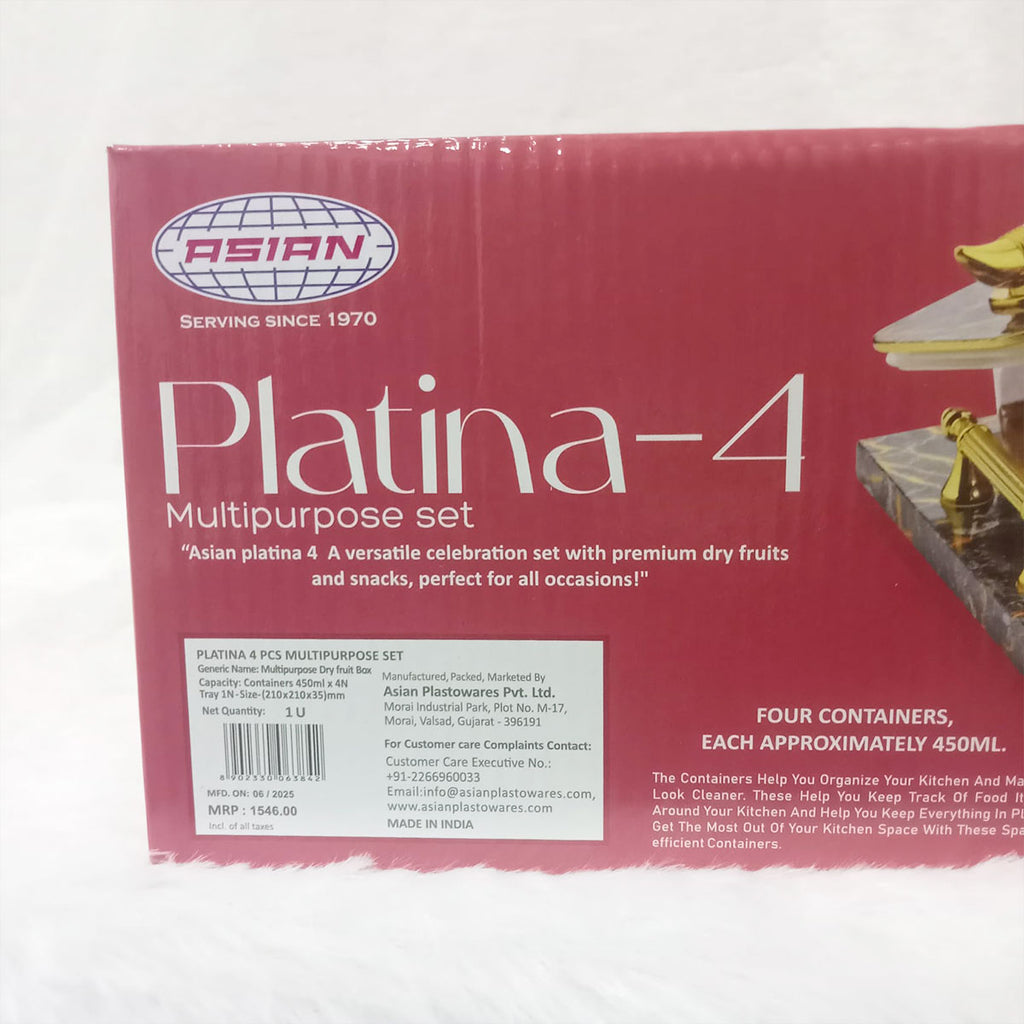 ASIAN
SERVING SINCE 1970
Platina-4
Multipurpose set
“Asian platina 4 A versatile celebration set with premium dry fruits
and snacks, perfect for all occasions!"
PLATINA 4 PCS MULTIPURPOSE SET
Generic Name: Multipurpose Dry fruit Box
Capacity: Containers 450ml x 4N
Tray 1N-Size-(210x210x35)mm
Net Quantity: 1 U
8 902330 063842
MFD. ON: 06 / 2025
MRP : 1546.00
Incl. of all taxes
Manufactured, Packed, Marketed By
Asian Plastowares Pvt. Ltd.
Morai Industrial Park, Plot No. M-17,
Morai, Valsad, Gujarat - 396191
For Customer care Complaints Contact:
Customer Care Executive No.:
+91-2266960033
Email:info@asianplastowares.com,
www.asianplastowares.com
MADE IN INDIA
FOUR CONTAINERS,
EACH APPROXIMATELY 450ML.
The Containers Help You Organize Your Kitchen And
Look Cleaner. These Help You Keep Track Of Food
Around Your Kitchen And Help You Keep Everything In
Get The Most Out Of Your Kitchen Space With These
efficient Containers.